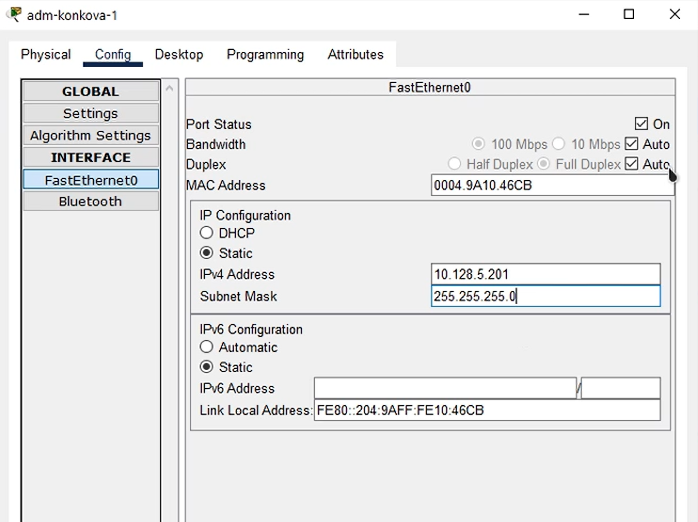 adm-konkova-1
Physical Config Desktop Programming Attributes
GLOBAL
Settings
Algorithm Settings
INTERFACE
FastEthernet0
Bluetooth
FastEthernet0
Port Status On
Bandwidth 100 Mbps 10 Mbps Auto
Duplex Half Duplex Full Duplex Auto
MAC Address 0004.9A10.46CB
IP Configuration
DHCP
Static
IPv4 Address 10.128.5.201
Subnet Mask 255.255.255.0
IPv6 Configuration
Automatic
Static
IPv6 Address /
Link Local Address: FE80::204:9AFF:FE10:46CB